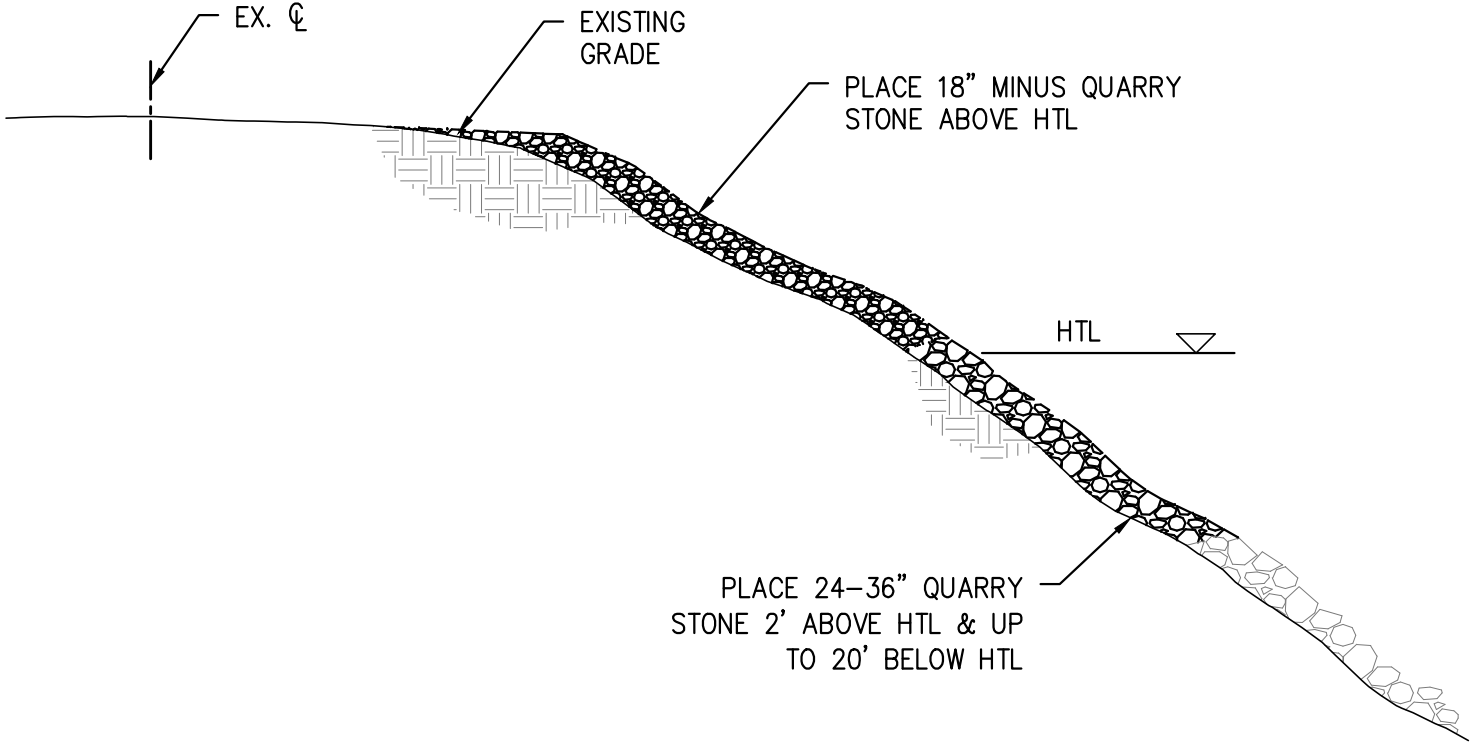 EX. ℄
EXISTING
GRADE
PLACE 18” MINUS QUARRY
STONE ABOVE HTL
HTL
PLACE 24–36” QUARRY
STONE 2’ ABOVE HTL & UP
TO 20’ BELOW HTL